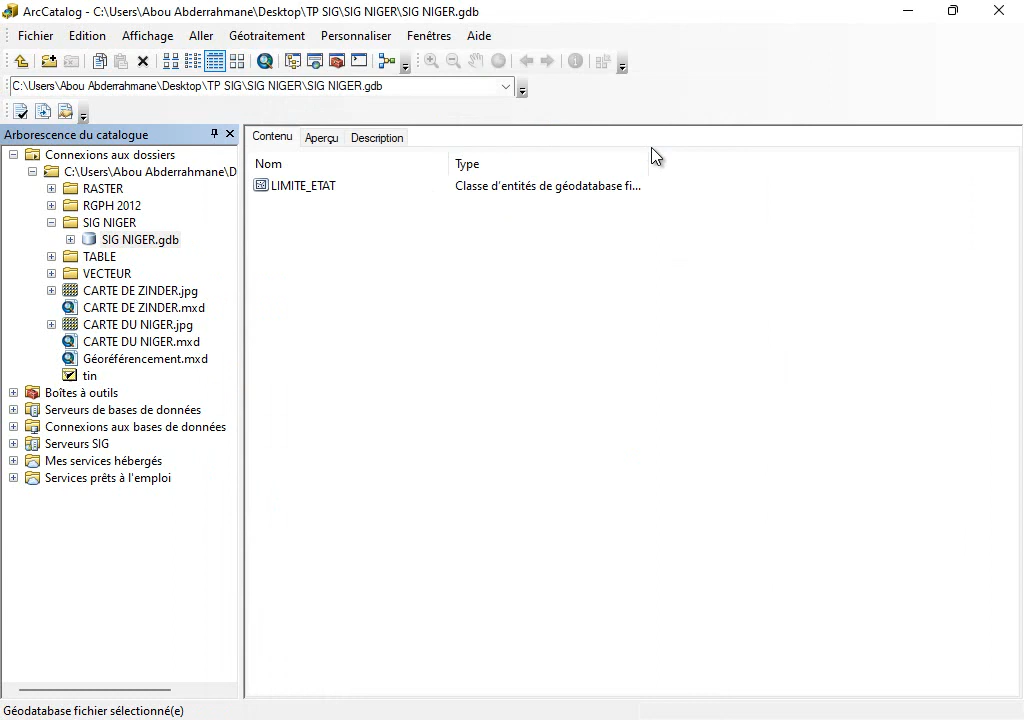 ArcCatalog - C:\Users\Abou Abderrahmane\Desktop\TP SIG\SIG NIGER\SIG NIGER.gdb
Fichier Edition Affichage Aller Géotraitement Personnaliser Fenêtres Aide
C:\Users\Abou Abderrahmane\Desktop\TP SIG\SIG NIGER\SIG NIGER.gdb
Arborescence du catalogue
Connexions aux dossiers
C:\Users\Abou Abderrahmane\D
RASTER
RGPH 2012
SIG NIGER
SIG NIGER.gdb
TABLE
VECTEUR
CARTE DE ZINDER.jpg
CARTE DE ZINDER.mxd
CARTE DU NIGER.jpg
CARTE DU NIGER.mxd
Géoréférencement.mxd
tin
Boîtes à outils
Serveurs de bases de données
Connexions aux bases de données
Serveurs SIG
Mes services hébergés
Services prêts à l'emploi
Contenu Aperçu Description
Nom Type
LIMITE_ETAT Classe d'entités de géodatabase fi...
Géodatabase fichier sélectionné(e)